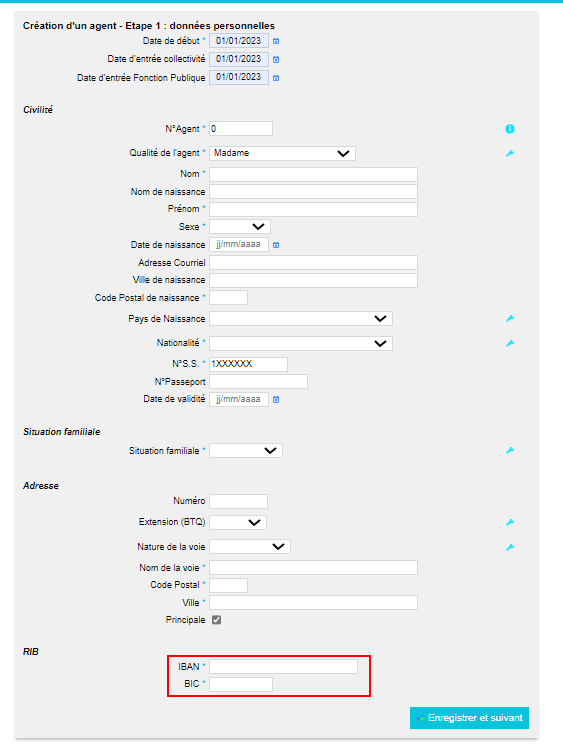 Création d'un agent - Etape 1 : données personnelles
Date de début * 01/01/2023
Date d'entrée collectivité 01/01/2023
Date d'entrée Fonction Publique 01/01/2023
Civilité
N°Agent * 0
Qualité de l'agent * Madame
Nom *
Nom de naissance
Prénom *
Sexe *
Date de naissance jj/mm/aaaa
Adresse Courriel
Ville de naissance
Code Postal de naissance *
Pays de Naissance
Nationalité *
N°S.S. * 1XXXXXX
N°Passeport
Date de validité jj/mm/aaaa
Situation familiale
Situation familiale *
Adresse
Numéro
Extension (BTQ)
Nature de la voie
Nom de la voie *
Code Postal *
Ville *
Principale
RIB
IBAN *
BIC *
Enregistrer et suivant